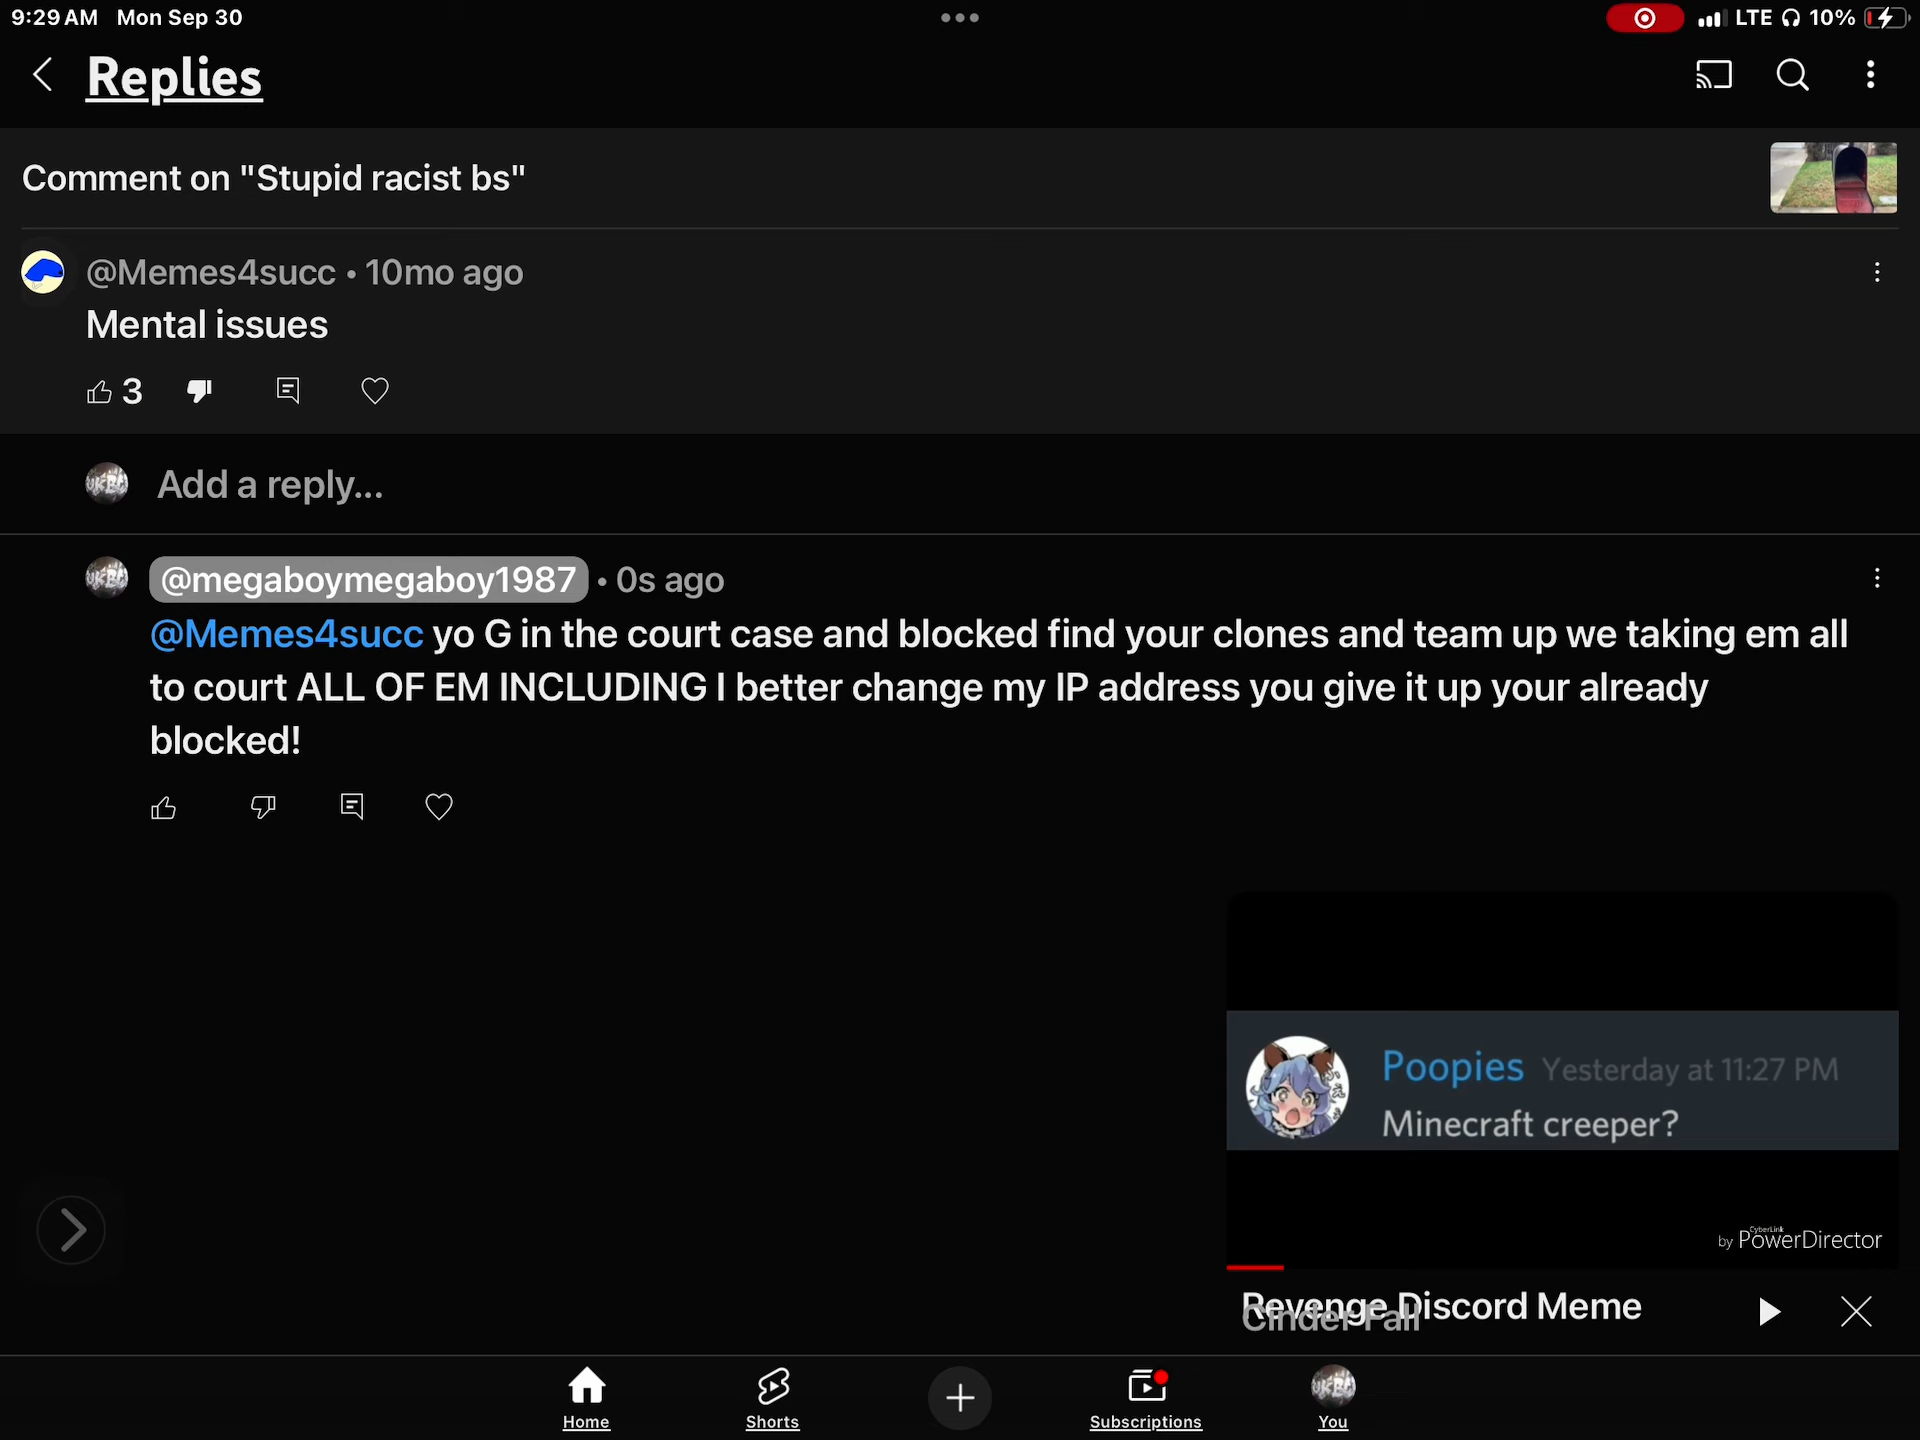 9:29 AM Mon Sep 30
LTE 10%
Replies
Comment on "Stupid racist bs"
@Memes4succ • 10mo ago
Mental issues
3
Add a reply...
@megaboymegaboy1987 • 0s ago
@Memes4succ yo G in the court case and blocked find your clones and team up we taking em all
to court ALL OF EM INCLUDING I better change my IP address you give it up your already
blocked!
Poopies Yesterday at 11:27 PM
Minecraft creeper?
CyberLink
by PowerDirector
Revenge Discord Meme
Cinder Fall
Home Shorts Subscriptions You